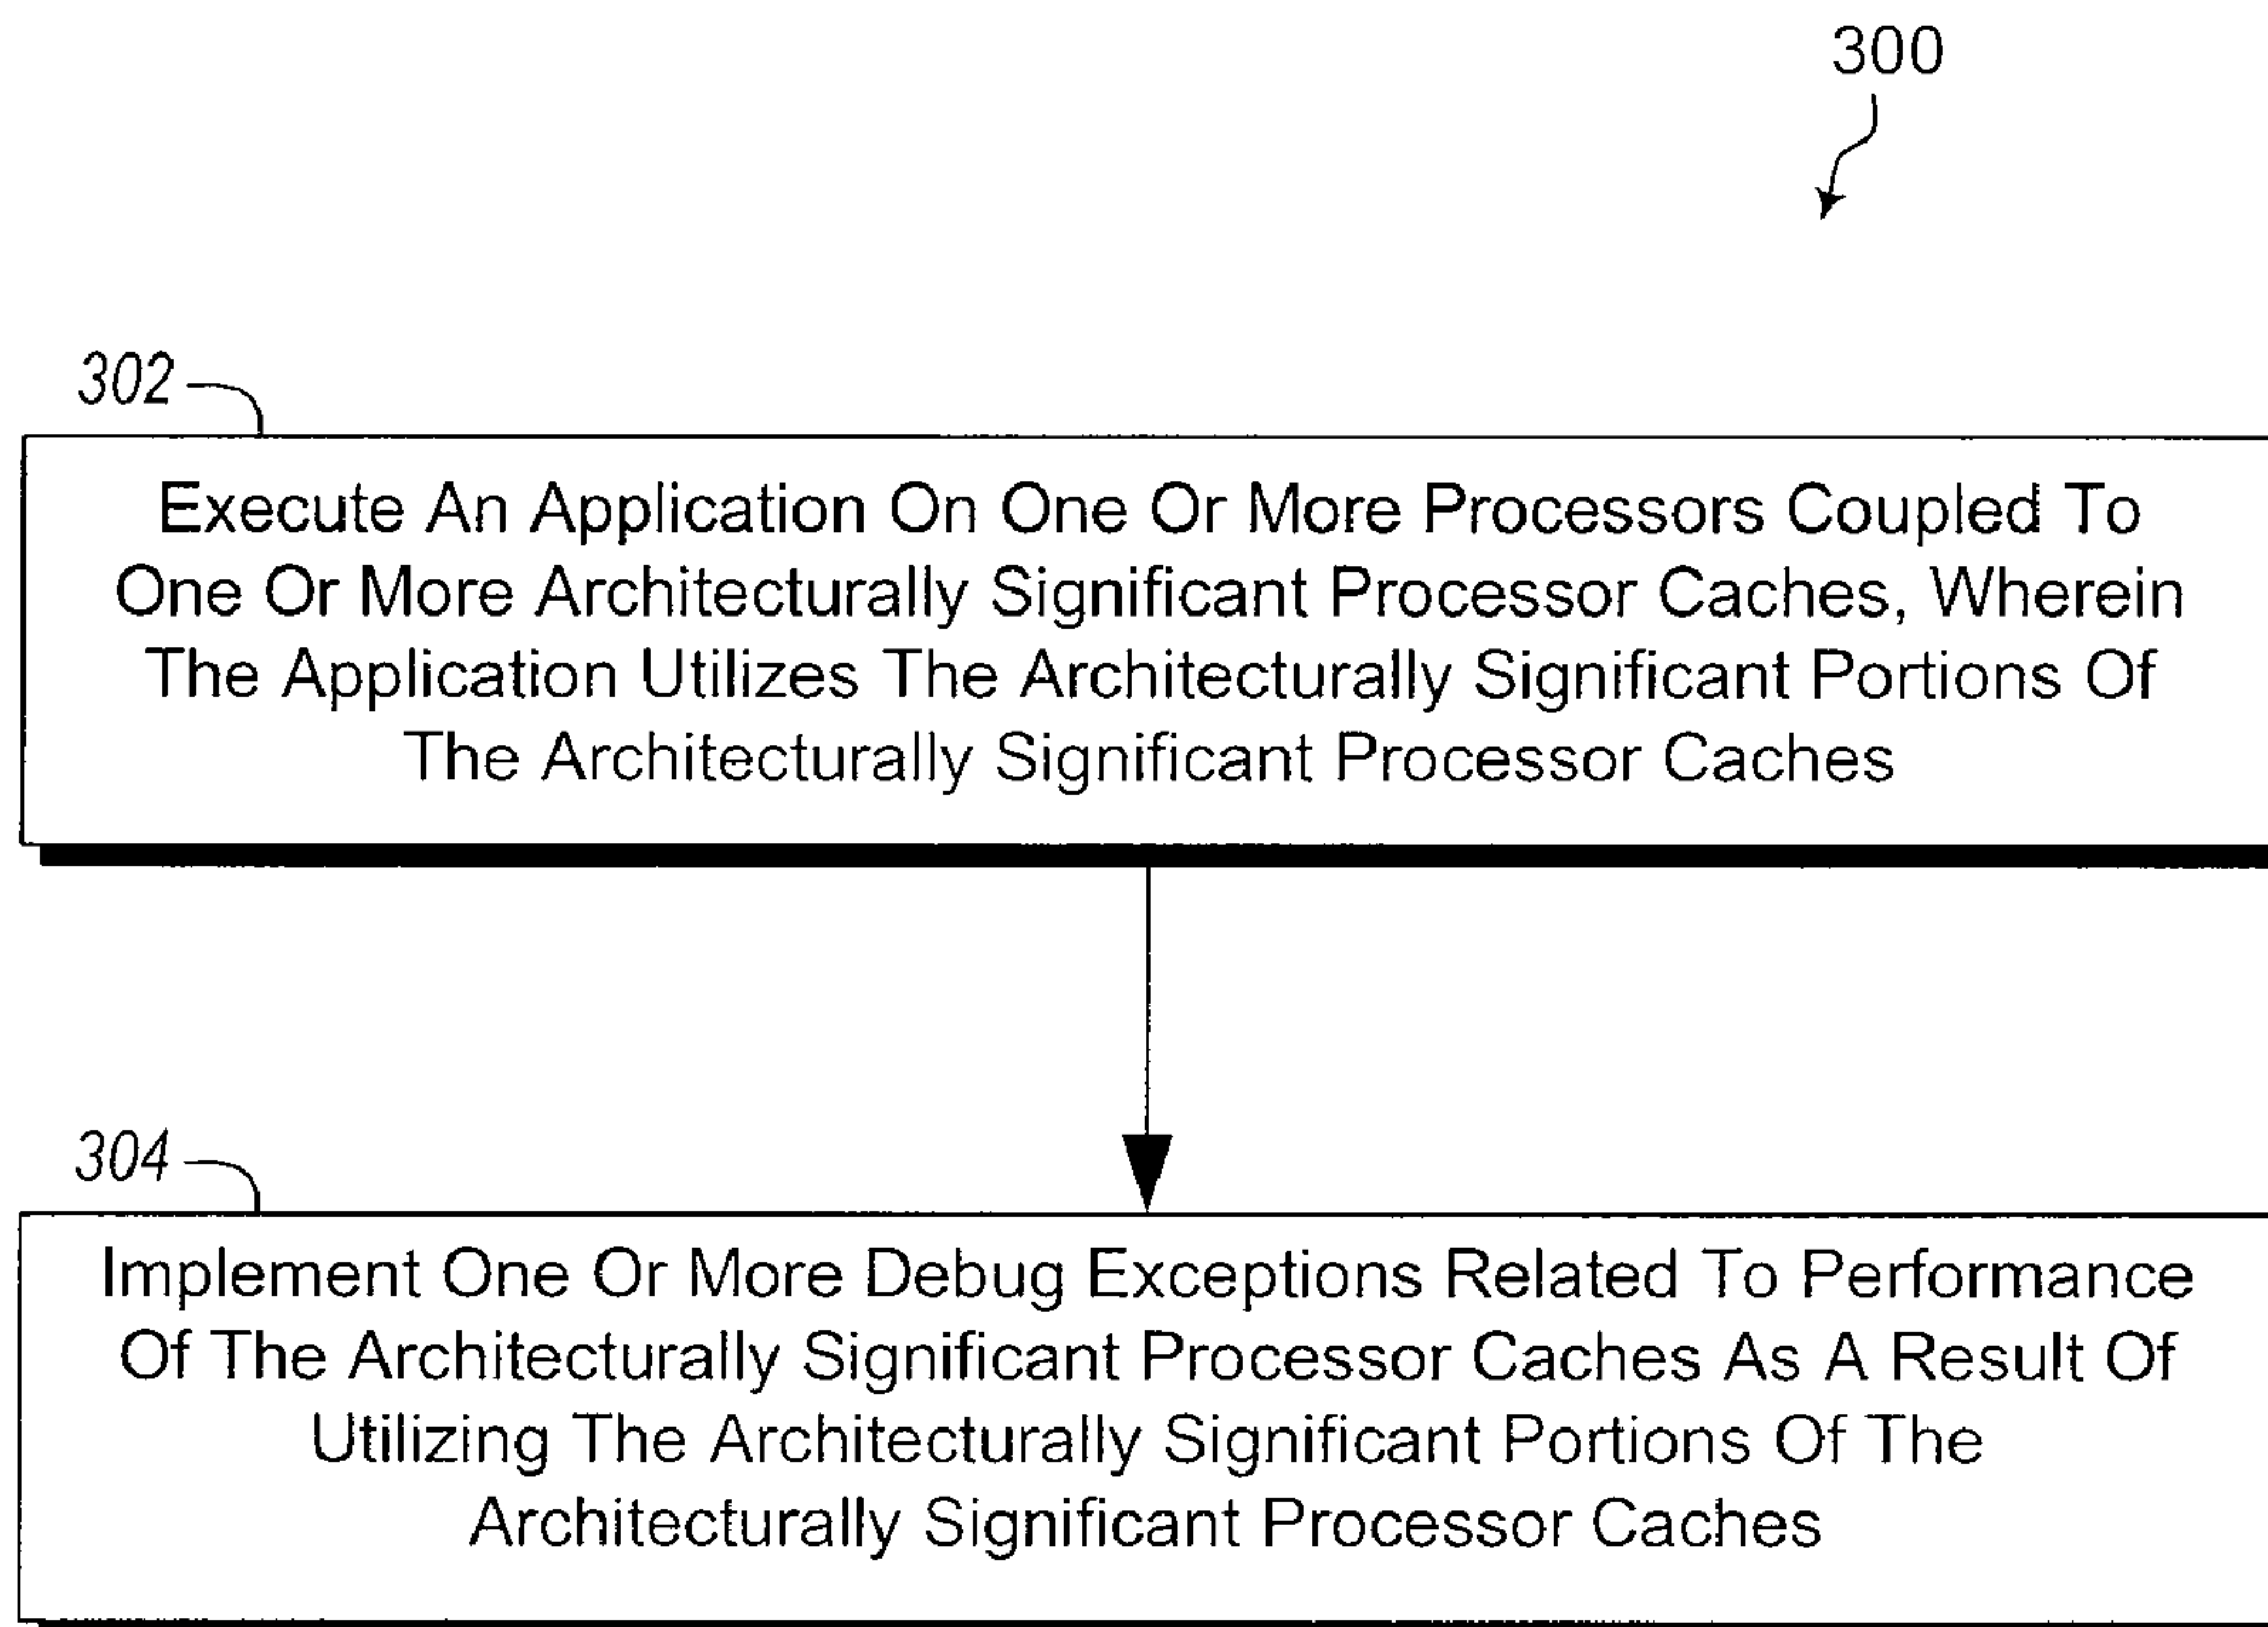 300
302
Execute An Application On One Or More Processors Coupled To
One Or More Architecturally Significant Processor Caches, Wherein
The Application Utilizes The Architecturally Significant Portions Of
The Architecturally Significant Processor Caches
304
Implement One Or More Debug Exceptions Related To Performance
Of The Architecturally Significant Processor Caches As A Result Of
Utilizing The Architecturally Significant Portions Of The
Architecturally Significant Processor Caches